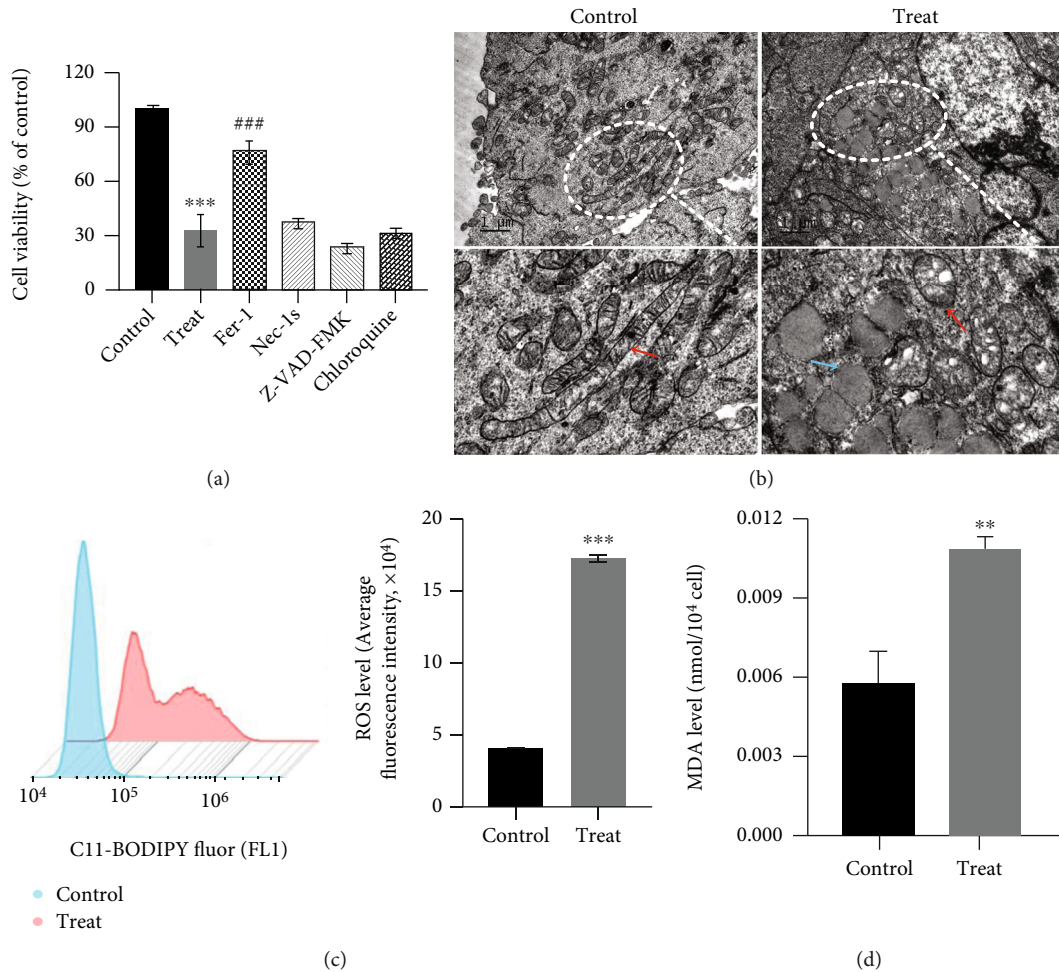 Control
Treat
Cell viability (% of control)
120
90
60
30
0
***
###
Control
Treat
Fer-1
Nec-1s
Z-VAD-FMK
Chloroquine
(a)
1 μm
(b)
10⁴
10⁵
10⁶
C11-BODIPY fluor (FL1)
Control
Treat
ROS level (Average
fluorescence intensity, ×10⁴)
20
15
10
5
0
***
Control
Treat
(c)
MDA level (nmol/10⁴ cell)
0.012
0.009
0.006
0.003
0.000
**
Control
Treat
(d)